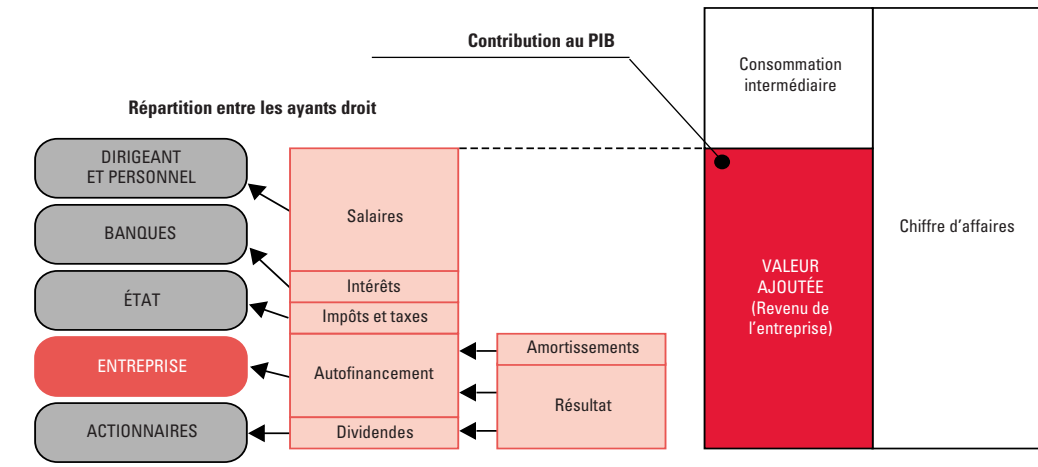 Contribution au PIB
Consommation
intermédiaire
Répartition entre les ayants droit
DIRIGEANT
ET PERSONNEL
BANQUES
ÉTAT
ENTREPRISE
ACTIONNAIRES
Salaires
Intérêts
Impôts et taxes
Autofinancement
Dividendes
Amortissements
Résultat
VALEUR
AJOUTÉE
(Revenu de
l'entreprise)
Chiffre d'affaires